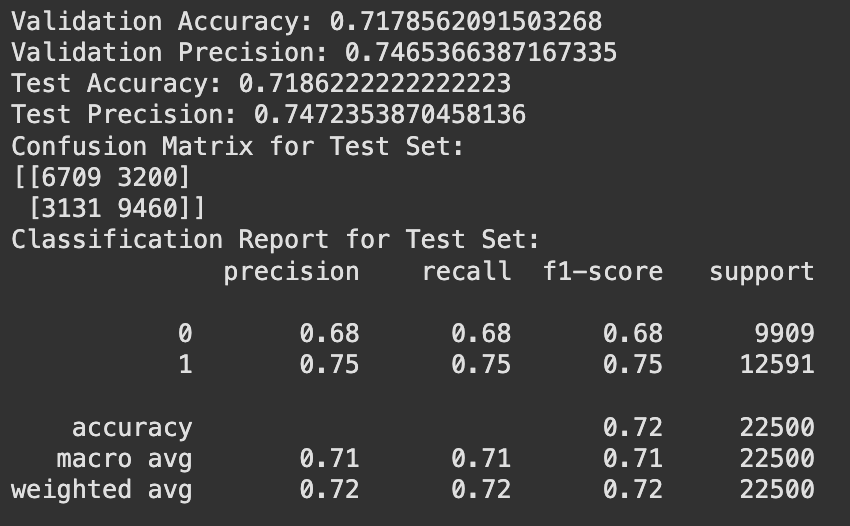 Validation Accuracy: 0.7178562091503268
Validation Precision: 0.7465366387167335
Test Accuracy: 0.7186222222222223
Test Precision: 0.7472353870458136
Confusion Matrix for Test Set:
[[6709 3200]
 [3131 9460]]
Classification Report for Test Set:
              precision    recall  f1-score   support

           0       0.68      0.68      0.68      9909
           1       0.75      0.75      0.75     12591

    accuracy                           0.72     22500
   macro avg       0.71      0.71      0.71     22500
weighted avg       0.72      0.72      0.72     22500